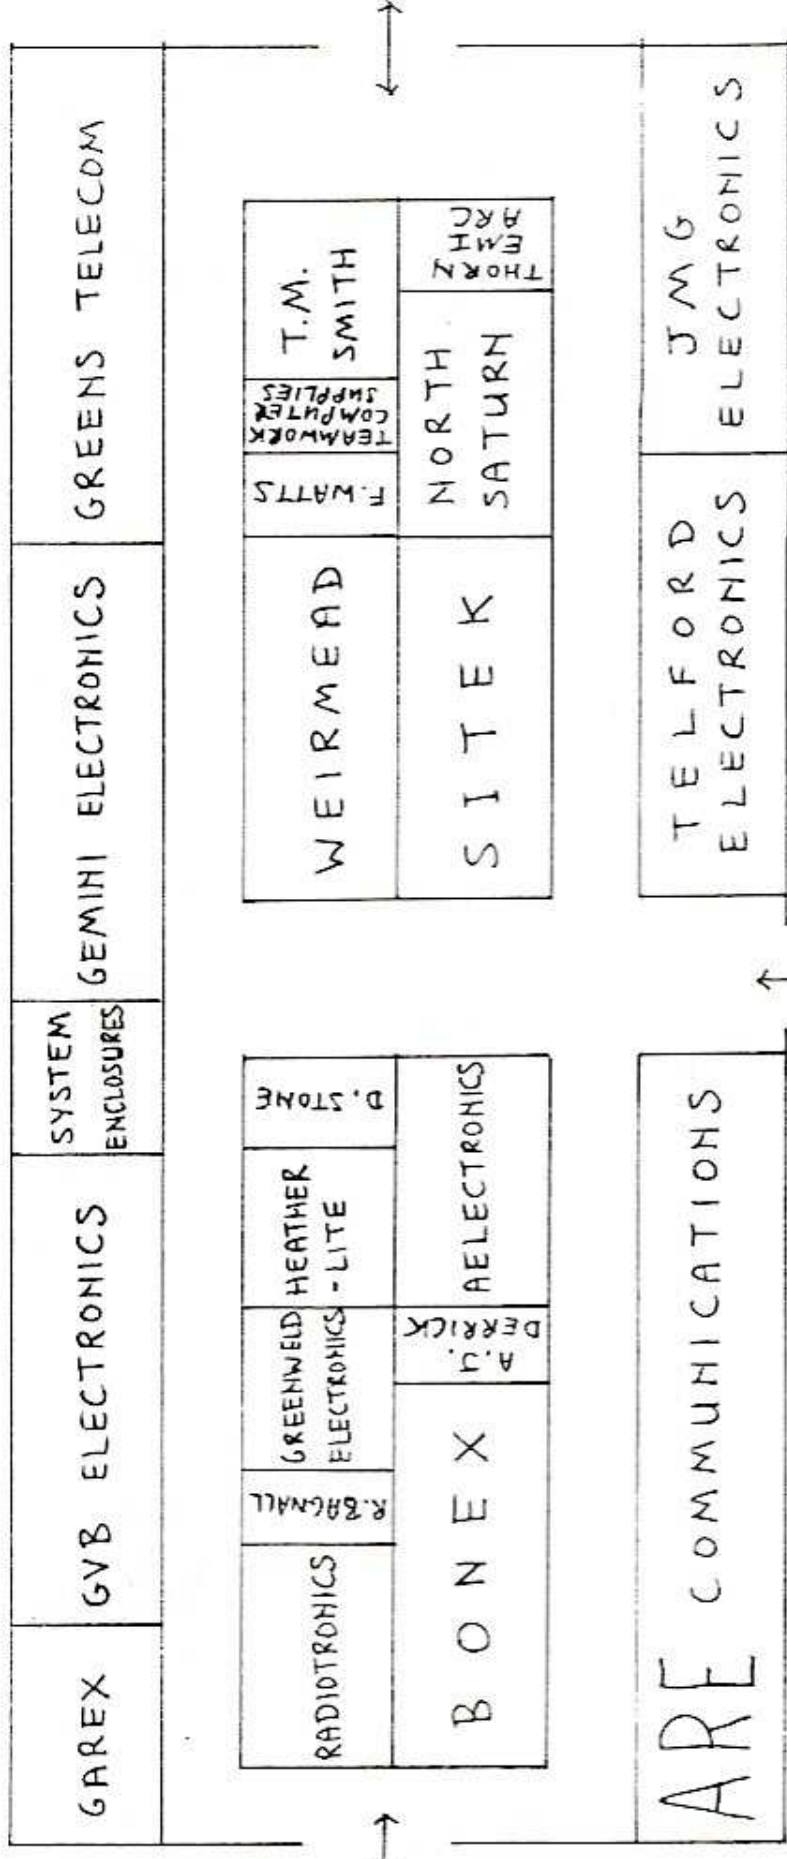 GAREX
GVB ELECTRONICS
SYSTEM
ENCLOSURES
GEMINI ELECTRONICS
GREENS TELECOM
RADIOTRONICS
R. BAGNALL
GREENWELD
ELECTRONICS
HEATHER
- LITE
D. STONE
BONEX
A.J.
DERRICK
AELECTRONICS
WEIRMEAD
F. WATTS
TEAMWORK
COMPUTER
SUPPLIES
T.M.
SMITH
SITEK
NORTH
SATURN
THORN
EMI
ARC
ARE COMMUNICATIONS
TELFORD
ELECTRONICS
JMG
ELECTRONICS